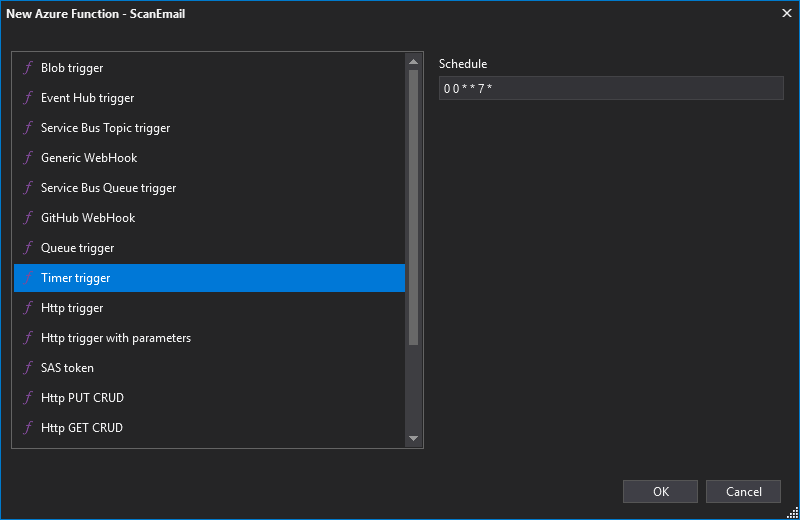 New Azure Function - ScanEmail
Blob trigger
Event Hub trigger
Service Bus Topic trigger
Generic WebHook
Service Bus Queue trigger
GitHub WebHook
Queue trigger
Timer trigger
Http trigger
Http trigger with parameters
SAS token
Http PUT CRUD
Http GET CRUD
Schedule
0 0 * * 7 *
OK
Cancel